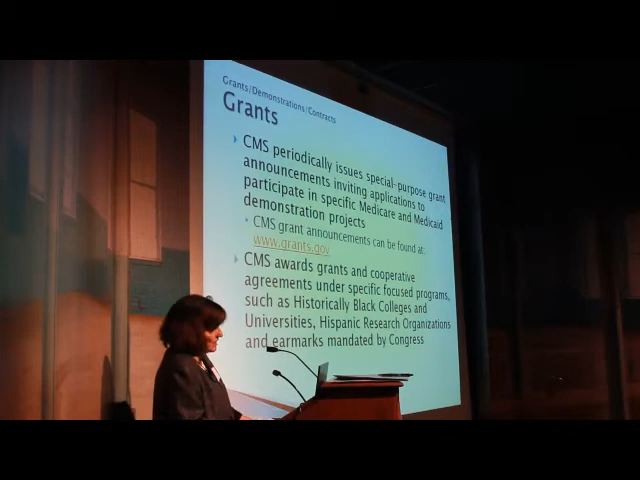 Grants/Demonstrations/Contracts
Grants
CMS periodically issues special-purpose grant
announcements inviting applications to
participate in specific Medicare and Medicaid
demonstration projects
CMS grant announcements can be found at:
www.grants.gov
CMS awards grants and cooperative
agreements under specific focused programs,
such as Historically Black Colleges and
Universities, Hispanic Research Organizations
and earmarks mandated by Congress